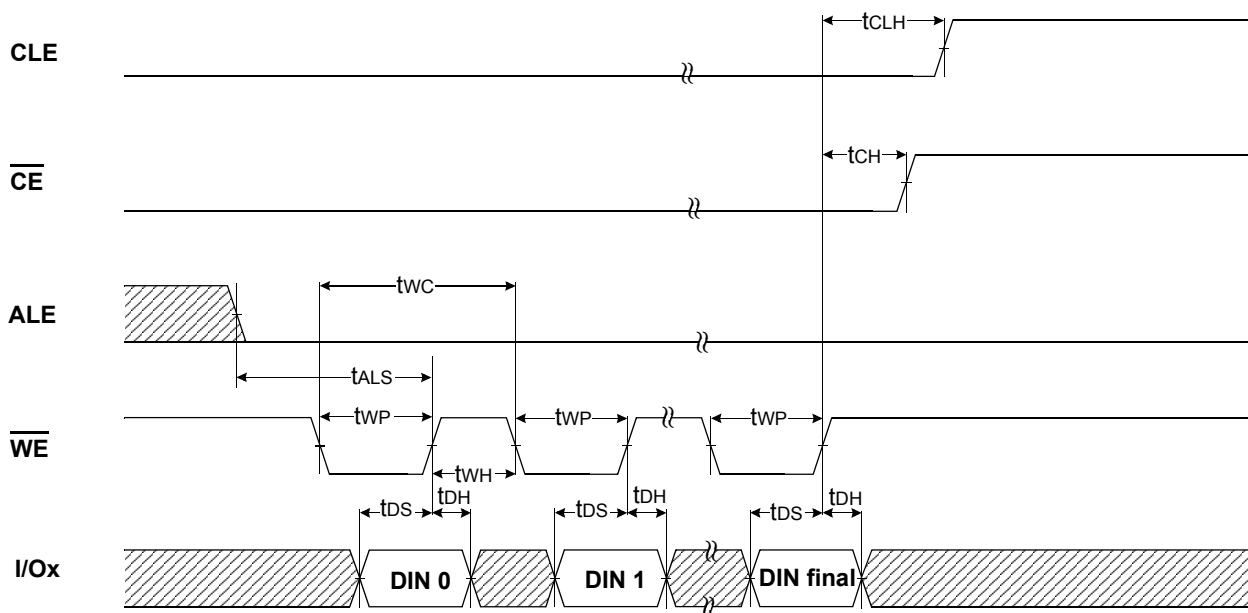 CLE
tCLH
CE
tCH
ALE
tWC
tALS
WE
tWP
tWP
tWP
tWH
I/Ox
tDS
tDH
tDS
tDH
tDS
tDH
DIN 0
DIN 1
DIN final